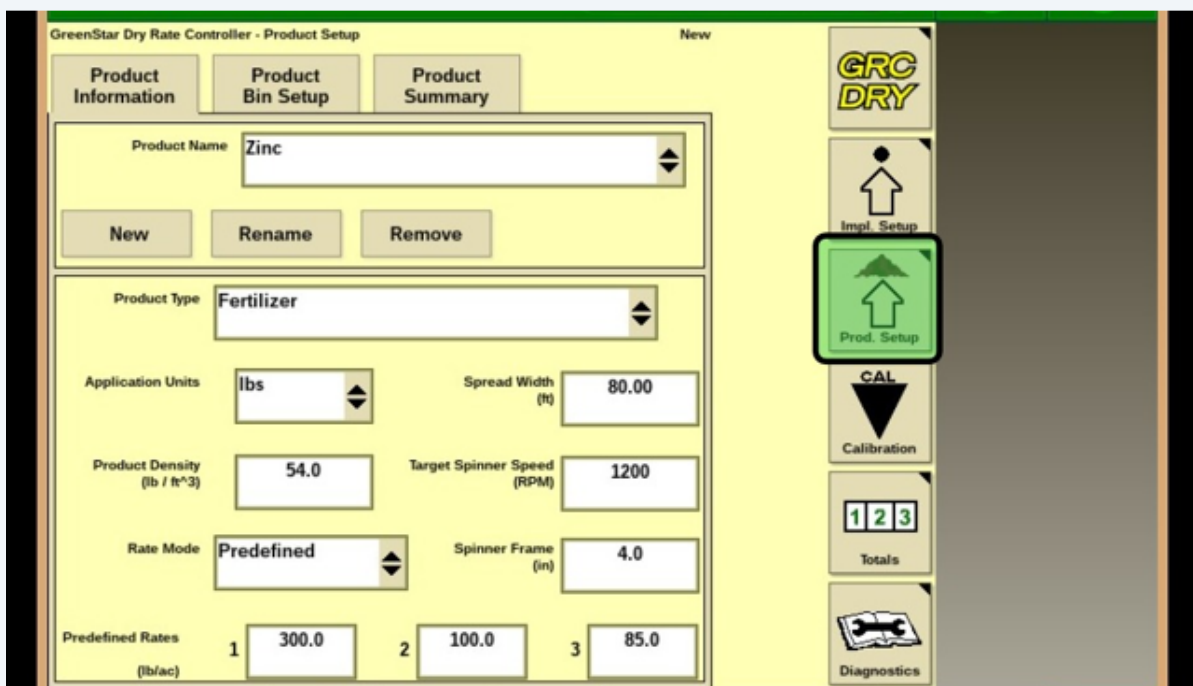 GreenStar Dry Rate Controller - Product Setup
New
Product
Information
Product
Bin Setup
Product
Summary
Product Name
Zinc
New
Rename
Remove
Product Type
Fertilizer
Application Units
lbs
Spread Width
(ft)
80.00
Product Density
(lb / ft^3)
54.0
Target Spinner Speed
(RPM)
1200
Rate Mode
Predefined
Spinner Frame
(in)
4.0
Predefined Rates
(lb/ac)
1
300.0
2
100.0
3
85.0
GRC
DRY
Impl. Setup
Prod. Setup
CAL
Calibration
1 2 3
Totals
Diagnostics